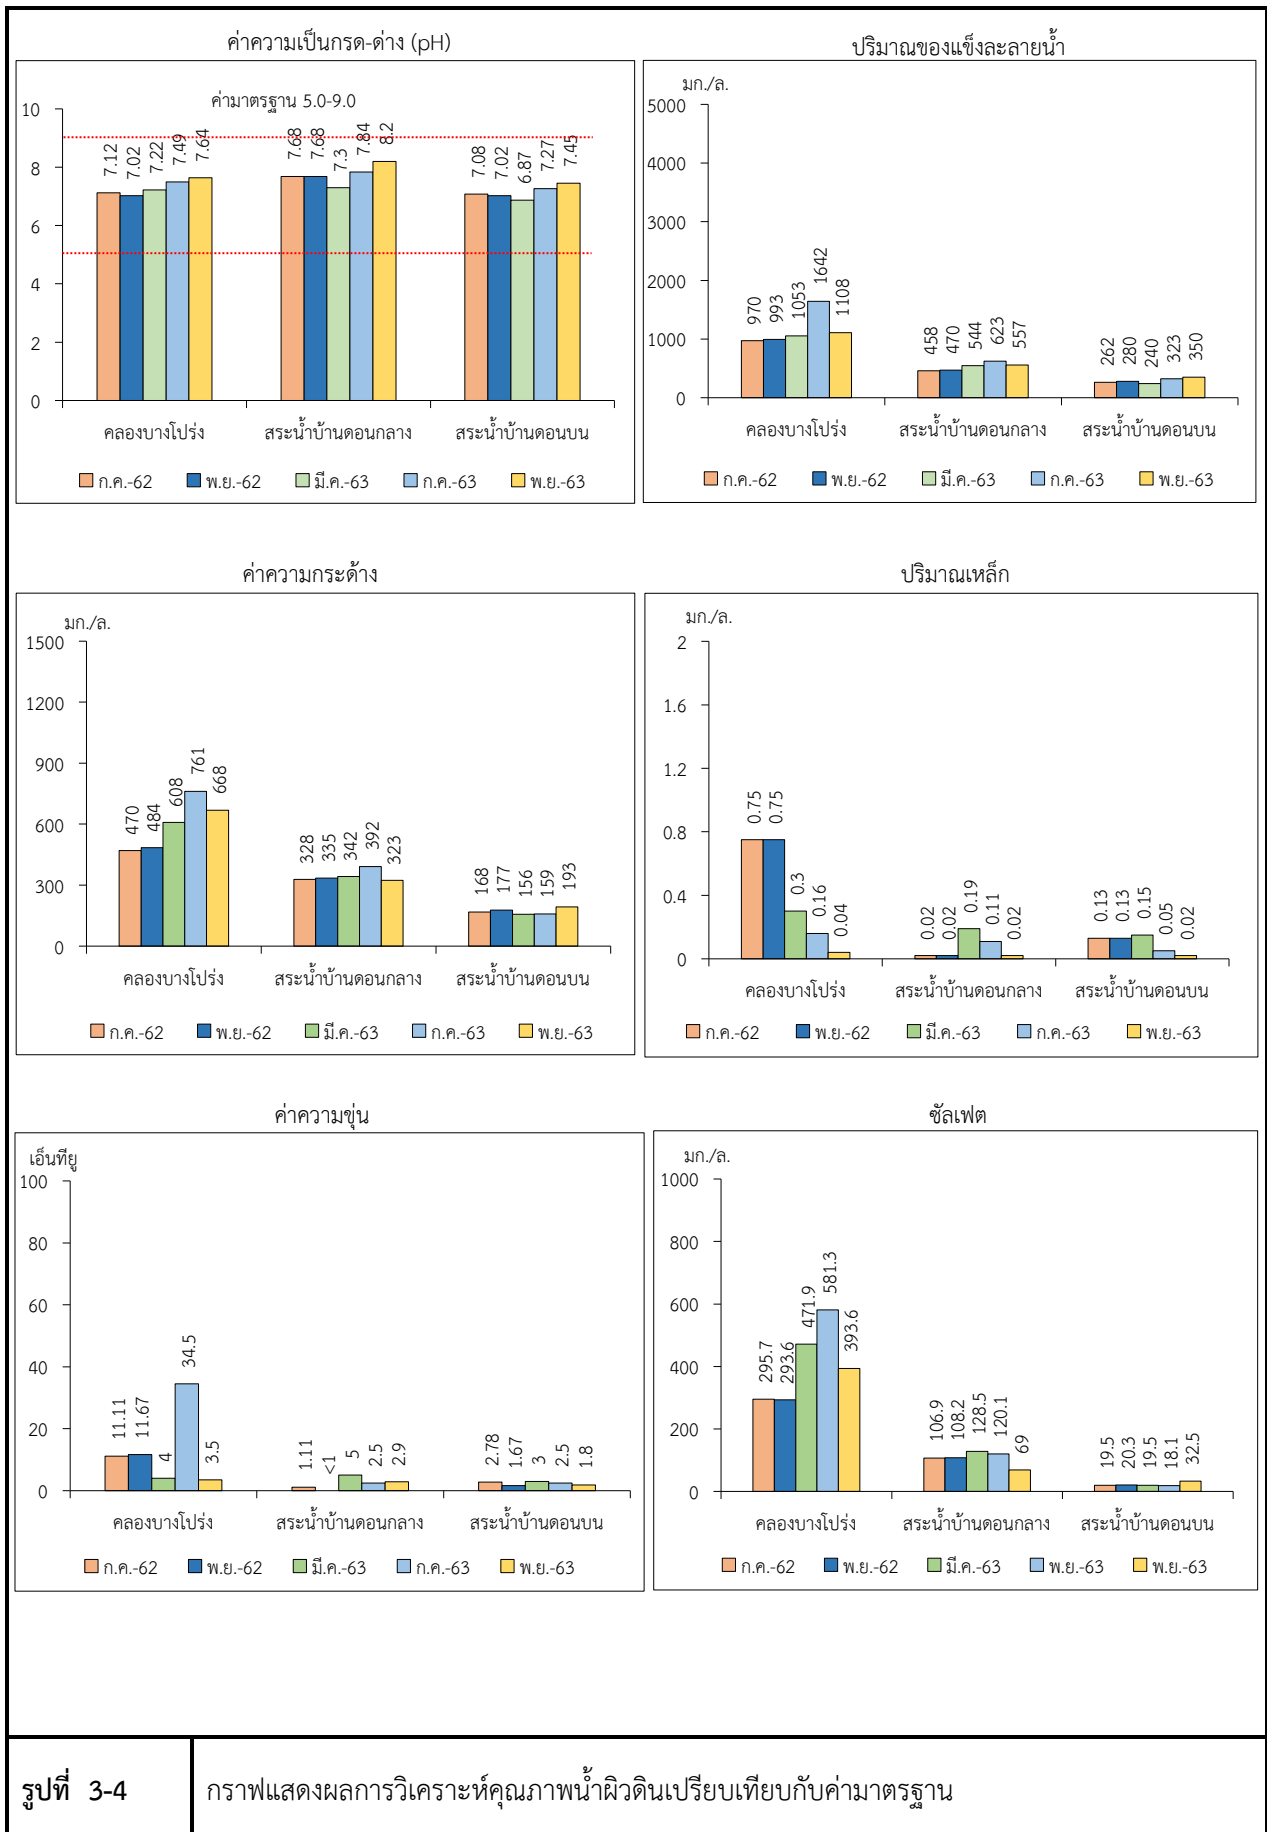 ค่าความเป็นกรด-ด่าง (pH)
ค่ามาตรฐาน 5.0-9.0
10
8
6
4
2
0
7.12 7.02 7.22 7.49 7.64
7.68 7.68 7.3 7.84 8.2
7.08 7.02 6.87 7.27 7.45
คลองบางโปร่ง สระน้ำบ้านดอนกลาง สระน้ำบ้านดอนบน
ก.ค.-62 พ.ย.-62 มี.ค.-63 ก.ค.-63 พ.ย.-63
ปริมาณของแข็งละลายน้ำ
มก./ล.
5000
4000
3000
2000
1000
0
970 993 1053 1642 1108
458 470 544 623 557
262 280 240 323 350
คลองบางโปร่ง สระน้ำบ้านดอนกลาง สระน้ำบ้านดอนบน
ก.ค.-62 พ.ย.-62 มี.ค.-63 ก.ค.-63 พ.ย.-63
ค่าความกระด้าง
มก./ล.
1500
1200
900
600
300
0
470 484 608 761 668
328 335 342 392 323
168 177 156 159 193
คลองบางโปร่ง สระน้ำบ้านดอนกลาง สระน้ำบ้านดอนบน
ก.ค.-62 พ.ย.-62 มี.ค.-63 ก.ค.-63 พ.ย.-63
ปริมาณเหล็ก
มก./ล.
2
1.6
1.2
0.8
0.4
0
0.75 0.75 0.3 0.16 0.04
0.02 0.02 0.19 0.11 0.02
0.13 0.13 0.15 0.05 0.02
คลองบางโปร่ง สระน้ำบ้านดอนกลาง สระน้ำบ้านดอนบน
ก.ค.-62 พ.ย.-62 มี.ค.-63 ก.ค.-63 พ.ย.-63
ค่าความขุ่น
เอ็นทียู
100
80
60
40
20
0
11.11 11.67 4 34.5 3.5
1.11 <1 5 2.5 2.9
2.78 1.67 3 2.5 1.8
คลองบางโปร่ง สระน้ำบ้านดอนกลาง สระน้ำบ้านดอนบน
ก.ค.-62 พ.ย.-62 มี.ค.-63 ก.ค.-63 พ.ย.-63
ซัลเฟต
มก./ล.
1000
800
600
400
200
0
295.7 293.6 471.9 581.3 393.6
106.9 108.2 128.5 120.1 69
19.5 20.3 19.5 18.1 32.5
คลองบางโปร่ง สระน้ำบ้านดอนกลาง สระน้ำบ้านดอนบน
ก.ค.-62 พ.ย.-62 มี.ค.-63 พ.ย.-63 พ.ย.-63
รูปที่ 3-4
กราฟแสดงผลการวิเคราะห์คุณภาพน้ำผิวดินเปรียบเทียบกับค่ามาตรฐาน